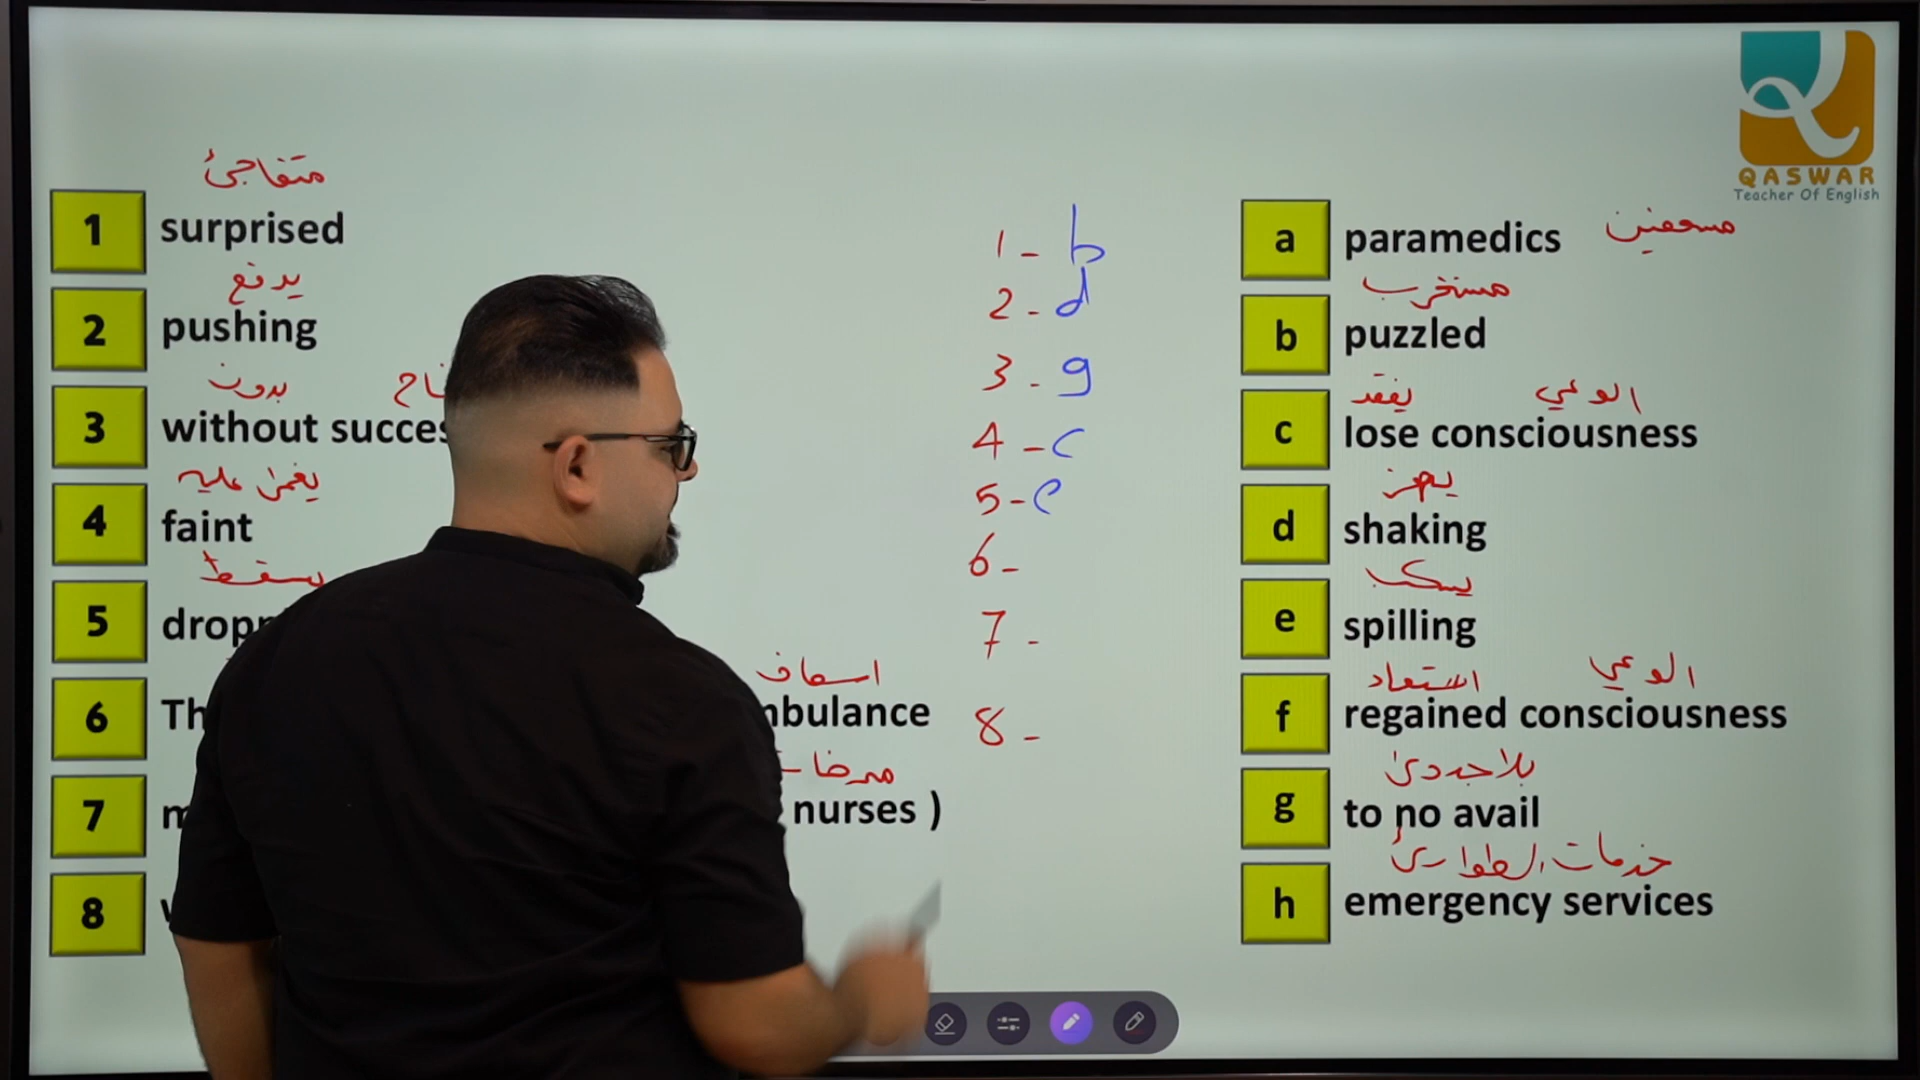 QASWAR
Teacher Of English
متفاجئ
1 surprised
يدفع
2 pushing
بدون
3 without succes
يغمى عليه
4 faint
يسقط
5 dropp
اسعاف
6 Th mbulance
ممرضات
7 m nurses )
8
1 - b
2 - d
3 - g
4 - c
5 - e
6 -
7 -
8 -
مسعفين
a paramedics
مستغرب
b puzzled
يفقد الوعي
c lose consciousness
يهز
d shaking
يسكب
e spilling
استعاد الوعي
f regained consciousness
بلا جدوى
g to no avail
خدمات الطوارئ
h emergency services